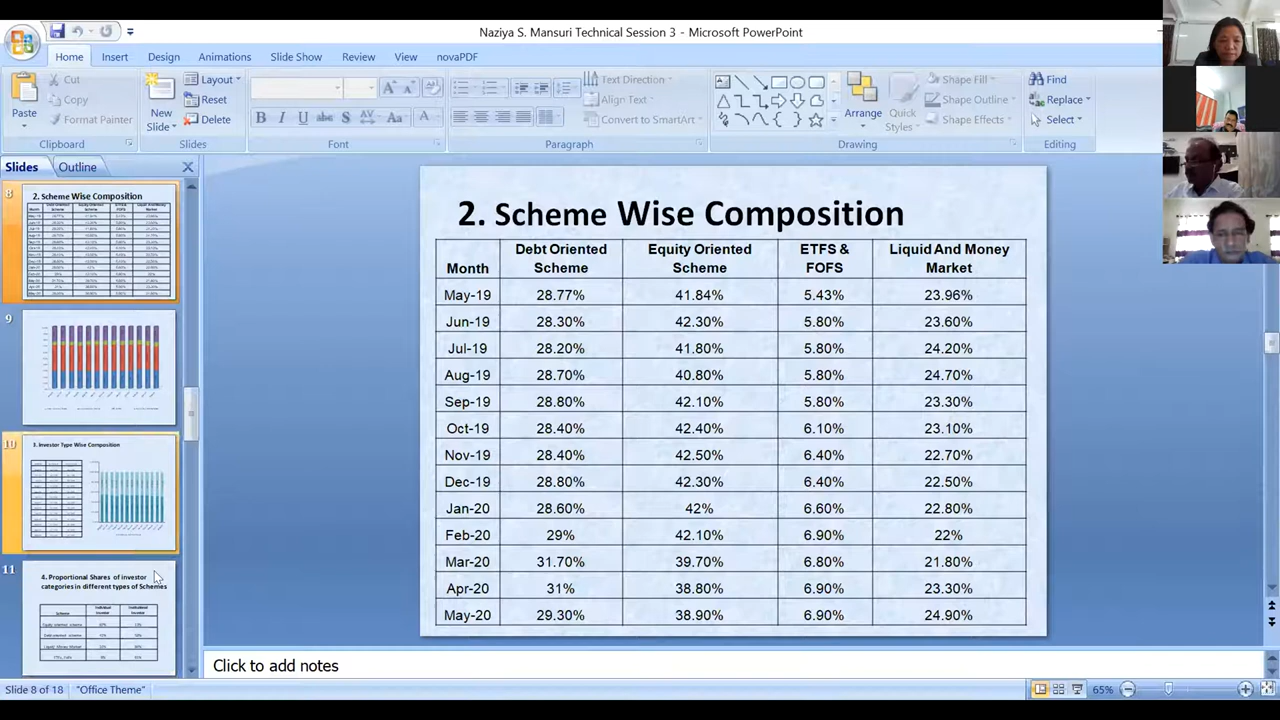 Naziya S. Mansuri Technical Session 3 - Microsoft PowerPoint
Home Insert Design Animations Slide Show Review View novaPDF
Paste
Cut
Copy
Format Painter
Clipboard
New
Slide
Layout
Reset
Delete
Slides
B I U abc S AV Aa A
Font
Text Direction
Align Text
Convert to SmartArt
Paragraph
Arrange
Quick
Styles
Shape Fill
Shape Outline
Shape Effects
Drawing
Find
Replace
Select
Editing
Slides Outline
8
2. Scheme Wise Composition
9
10
3. Investor Type Wise Composition
11
4. Proportional Shares of investor
categories in different types of Schemes
2. Scheme Wise Composition
Month Debt Oriented Scheme Equity Oriented Scheme ETFS & FOFS Liquid And Money Market
May-19 28.77% 41.84% 5.43% 23.96%
Jun-19 28.30% 42.30% 5.80% 23.60%
Jul-19 28.20% 41.80% 5.80% 24.20%
Aug-19 28.70% 40.80% 5.80% 24.70%
Sep-19 28.80% 42.10% 5.80% 23.30%
Oct-19 28.40% 42.40% 6.10% 23.10%
Nov-19 28.40% 42.50% 6.40% 22.70%
Dec-19 28.80% 42.30% 6.40% 22.50%
Jan-20 28.60% 42% 6.60% 22.80%
Feb-20 29% 42.10% 6.90% 22%
Mar-20 31.70% 39.70% 6.80% 21.80%
Apr-20 31% 38.80% 6.90% 23.30%
May-20 29.30% 38.90% 6.90% 24.90%
Click to add notes
Slide 8 of 18 "Office Theme" 65%